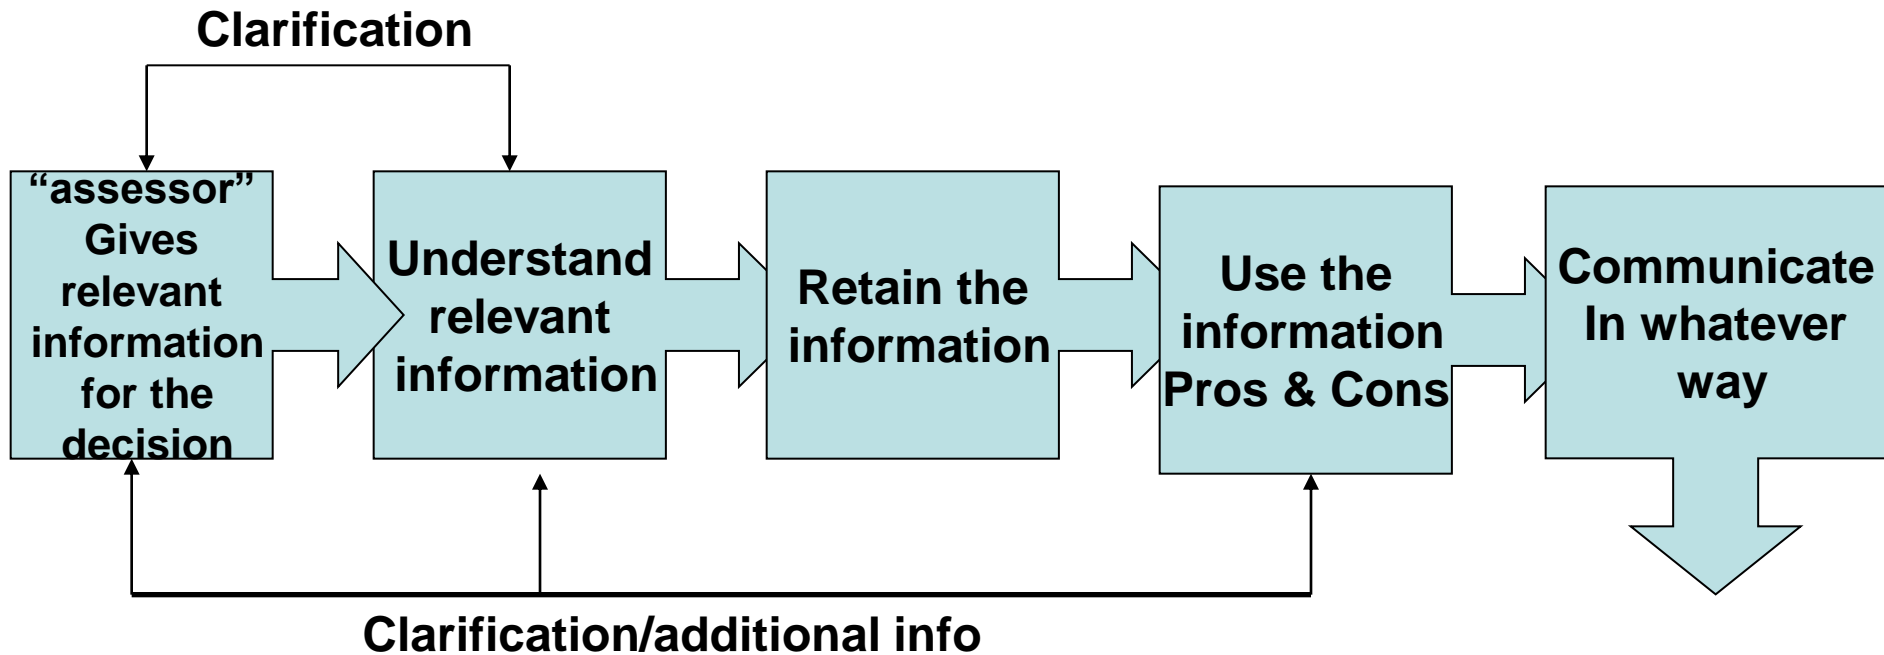 Clarification
“assessor”
Gives
relevant
information
for the
decision
Understand
relevant
information
Retain the
information
Use the
information
Pros & Cons
Communicate
In whatever
way
Clarification/additional info